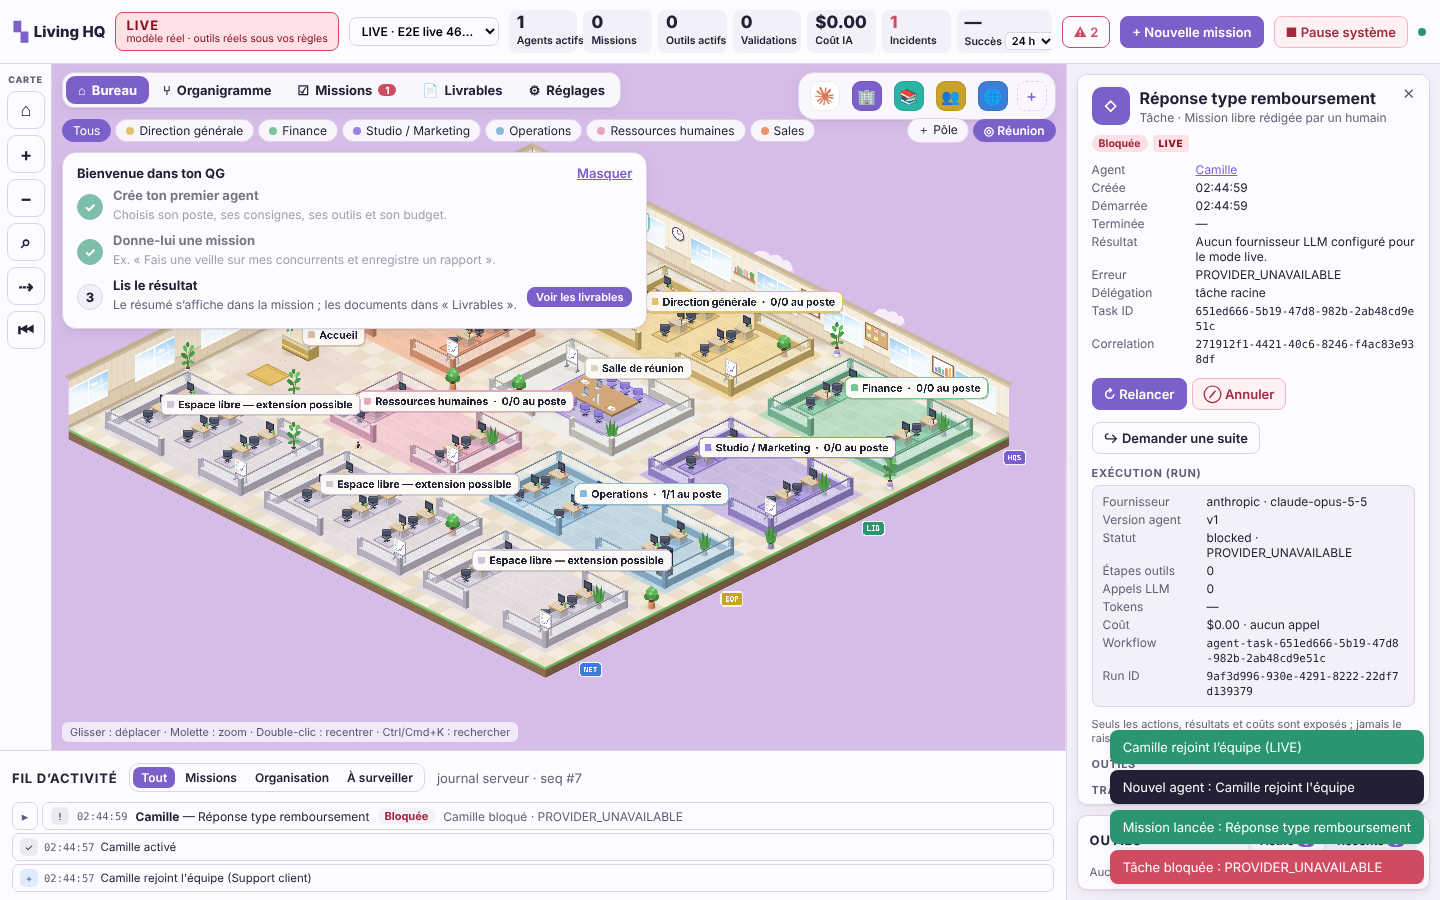 Living HQ
LIVE
modèle réel · outils réels sous vos règles
LIVE · E2E live 46...
1
Agents actifs
0
Missions
0
Outils actifs
0
Validations
$0.00
Coût IA
1
Incidents
—
Succès
24 h
⚠ 2
+ Nouvelle mission
Pause système
CARTE
Bureau
Organigramme
Missions 1
Livrables
Réglages
Tous
Direction générale
Finance
Studio / Marketing
Operations
Ressources humaines
Sales
+ Pôle
◎ Réunion
Bienvenue dans ton QG
Masquer
Crée ton premier agent
Choisis son poste, ses consignes, ses outils et son budget.
Donne-lui une mission
Ex. « Fais une veille sur mes concurrents et enregistre un rapport ».
3
Lis le résultat
Le résumé s’affiche dans la mission ; les documents dans « Livrables ».
Voir les livrables
Direction générale · 0/0 au poste
Accueil
Salle de réunion
Finance · 0/0 au poste
Espace libre — extension possible
Ressources humaines · 0/0 au poste
Studio / Marketing · 0/0 au poste
HQS
Espace libre — extension possible
Operations · 1/1 au poste
LIB
Espace libre — extension possible
EQP
NET
Glisser : déplacer · Molette : zoom · Double-clic : recentrer · Ctrl/Cmd+K : rechercher
FIL D’ACTIVITÉ
Tout
Missions
Organisation
À surveiller
journal serveur · seq #7
! 02:44:59 Camille — Réponse type remboursement Bloquée Camille bloqué · PROVIDER_UNAVAILABLE
02:44:57 Camille activé
+ 02:44:57 Camille rejoint l'équipe (Support client)
Réponse type remboursement
Tâche · Mission libre rédigée par un humain
Bloquée LIVE
Agent Camille
Créée 02:44:59
Démarrée 02:44:59
Terminée —
Résultat Aucun fournisseur LLM configuré pour
le mode live.
Erreur PROVIDER_UNAVAILABLE
Délégation tâche racine
Task ID 651ed666-5b19-47d8-982b-2ab48cd9e
51c
Correlation 271912f1-4421-40c6-8246-f4ac83e93
8df
Relancer
Annuler
Demander une suite
EXÉCUTION (RUN)
Fournisseur anthropic · claude-opus-5-5
Version agent v1
Statut blocked ·
PROVIDER_UNAVAILABLE
Étapes outils 0
Appels LLM 0
Tokens —
Coût $0.00 · aucun appel
Workflow agent-task-651ed666-5b19-47d8
-982b-2ab48cd9e51c
Run ID 9af3d996-930e-4291-8222-22df7
d139379
Seuls les actions, résultats et coûts sont exposés ; jamais le
Camille rejoint l’équipe (LIVE)
Nouvel agent : Camille rejoint l'équipe
Mission lancée : Réponse type remboursement
Tâche bloquée : PROVIDER_UNAVAILABLE